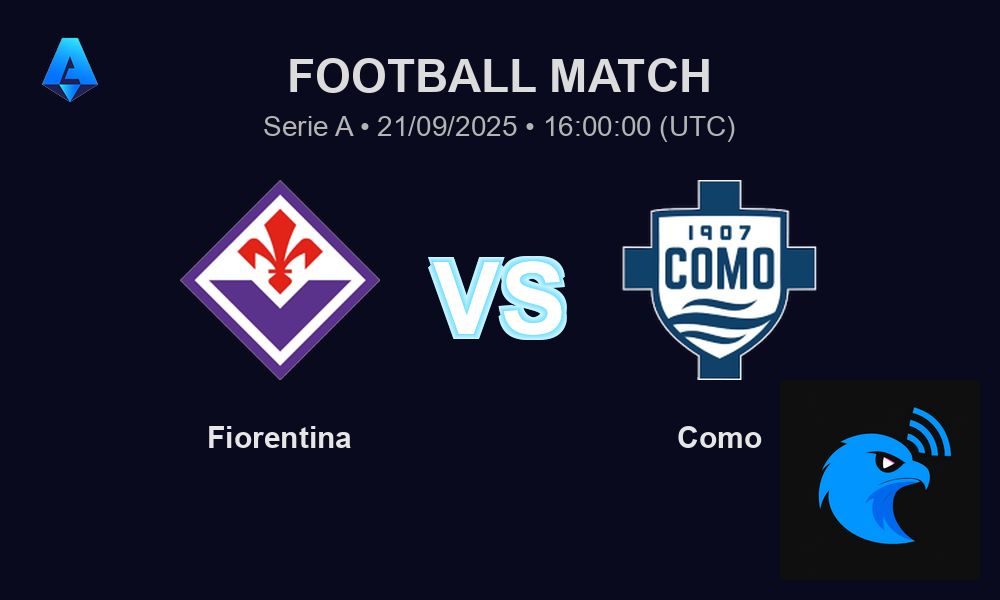 FOOTBALL MATCH
Serie A • 21/09/2025 • 16:00:00 (UTC)
VS
1907
COMO
Fiorentina
Como